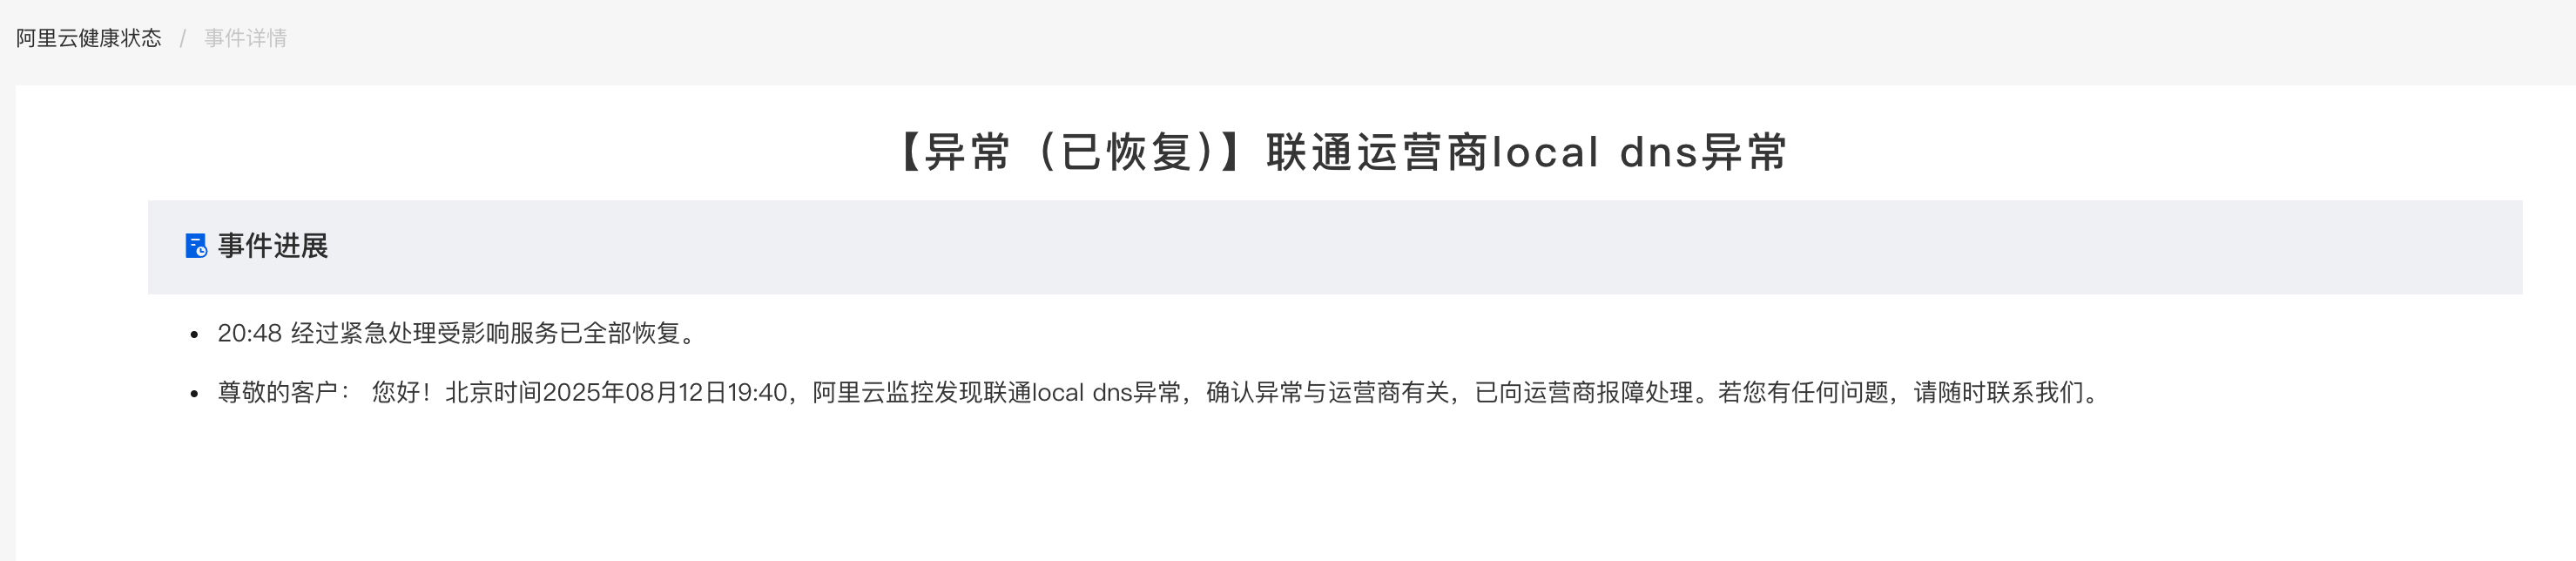 阿里云健康状态 / 事件详情
【异常（已恢复）】联通运营商local dns异常
事件进展
• 20:48 经过紧急处理受影响服务已全部恢复。
• 尊敬的客户： 您好！北京时间2025年08月12日19:40，阿里云监控发现联通local dns异常，确认异常与运营商有关，已向运营商报障处理。若您有任何问题，请随时联系我们。